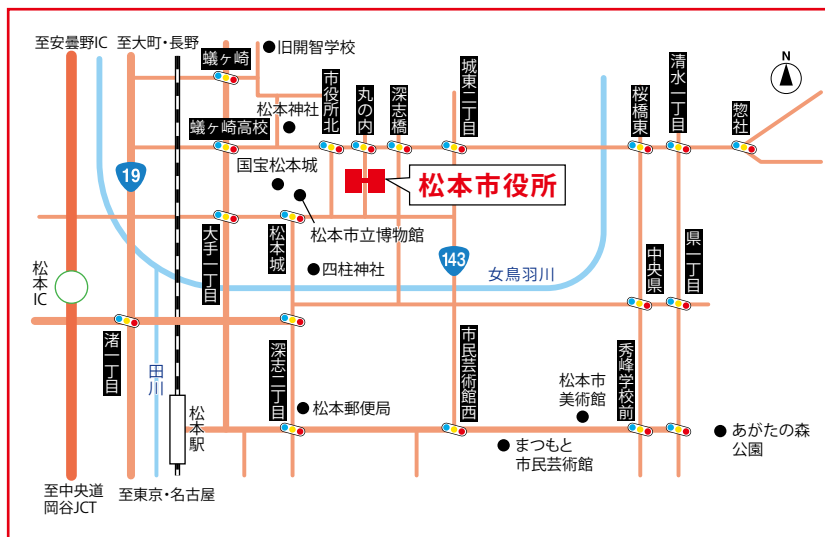 至安曇野IC
至大町・長野
蟻ヶ崎
旧開智学校
N
松本神社
市役所北
丸の内
深志橋
城東二丁目
桜橋東
清水一丁目
惣社
蟻ヶ崎高校
19
国宝松本城
松本市役所
松本市立博物館
大手一丁目
松本城
四柱神社
143
女鳥羽川
中央県
県一丁目
松本IC
渚一丁目
田川
松本駅
深志二丁目
松本郵便局
市民芸術館西
松本市
美術館
秀峰学校前
まつもと
市民芸術館
あがたの森
公園
至中央道
岡谷JCT
至東京・名古屋